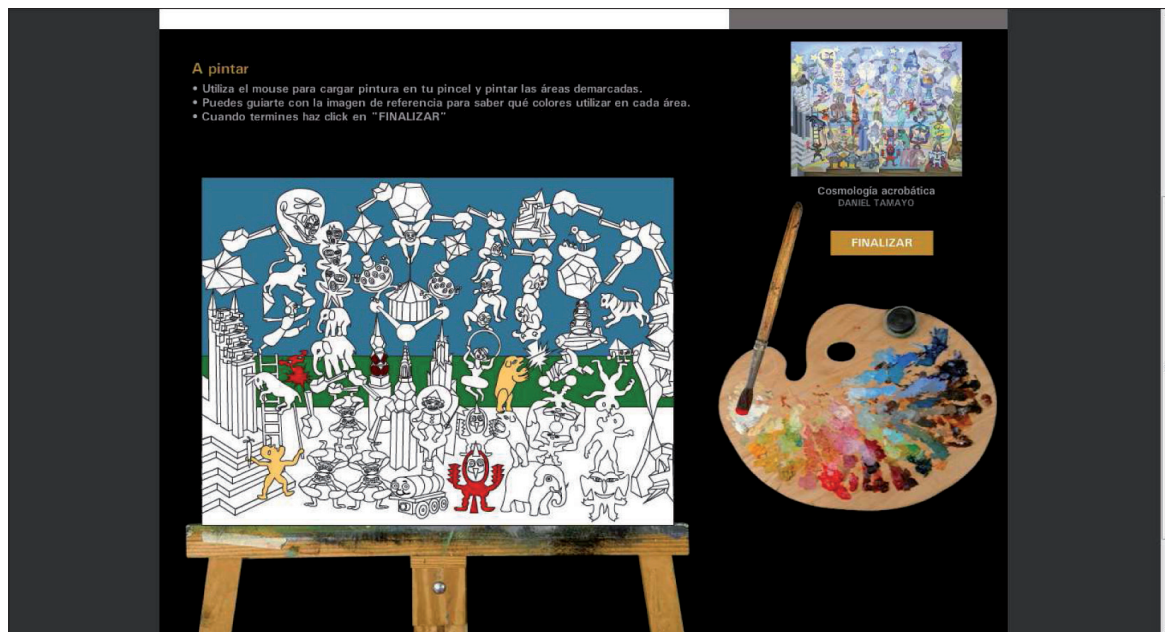 A pintar
• Utiliza el mouse para cargar pintura en tu pincel y pintar las áreas demarcadas.
• Puedes guiarte con la imagen de referencia para saber qué colores utilizar en cada área.
• Cuando termines haz click en "FINALIZAR"
Cosmología acrobática
DANIEL TAMAYO
FINALIZAR